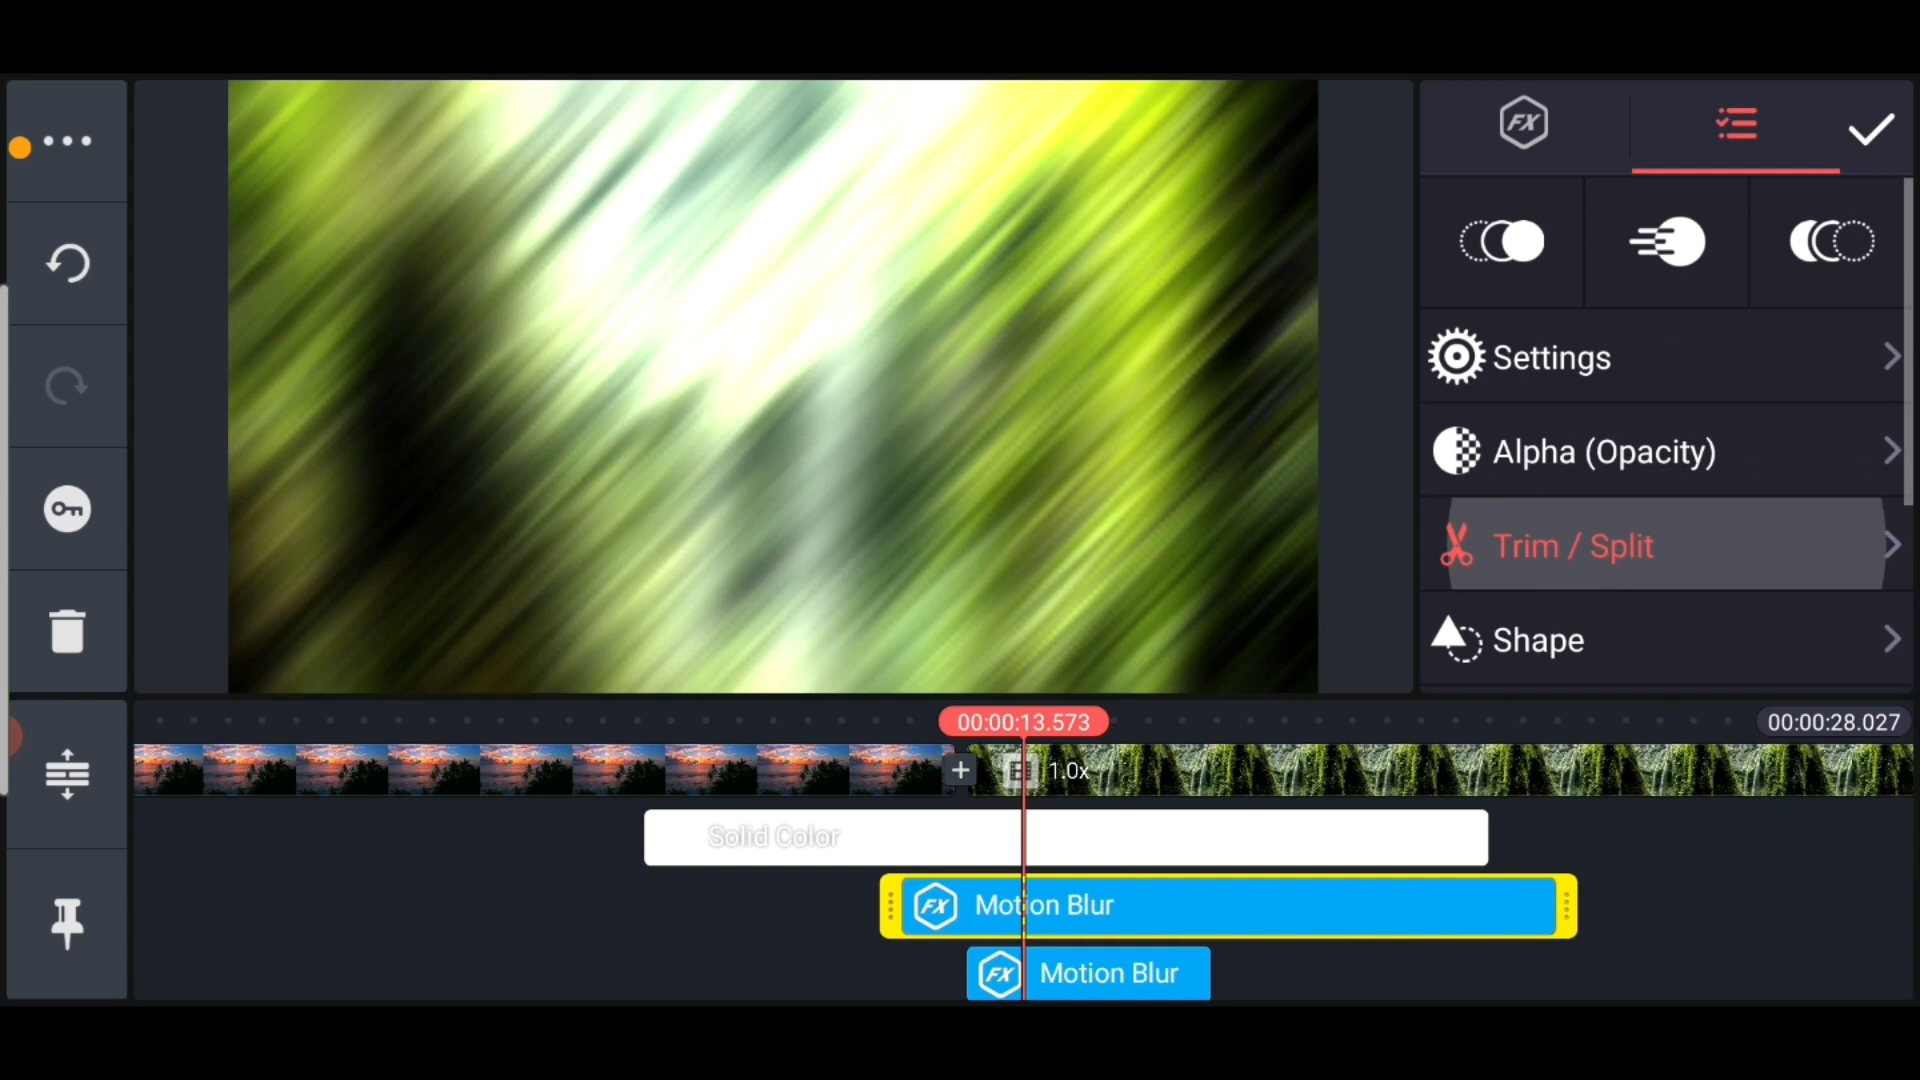 FX
Settings
Alpha (Opacity)
Trim / Split
Shape
00:00:13.573
00:00:28.027
1.0x
Solid Color
FX Motion Blur
FX Motion Blur